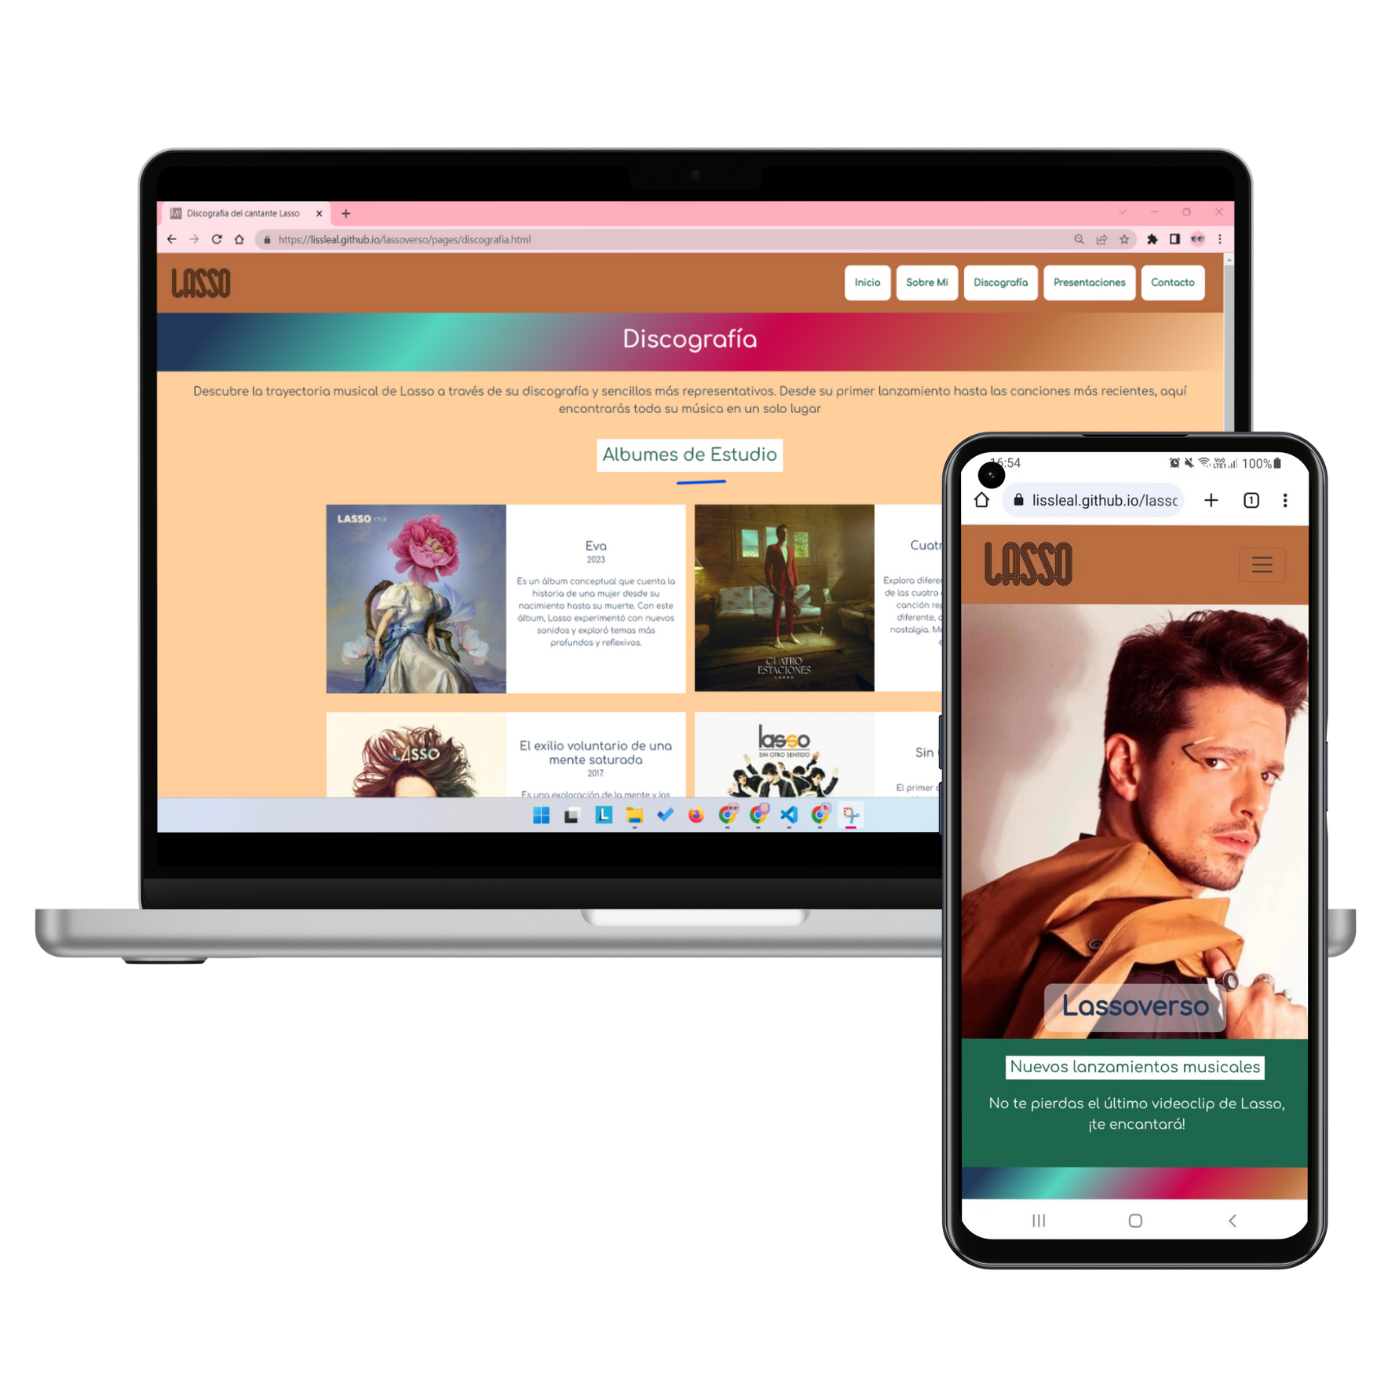 Discografia del cantante Lasso
https://lissleal.github.io/lassoverso/pages/discografia.html
LASSO
Inicio
Sobre Mi
Discografía
Presentaciones
Contacto
Discografía
Descubre la trayectoria musical de Lasso a través de su discografía y sencillos más representativos. Desde su primer lanzamiento hasta las canciones más recientes, aquí
encontrarás toda su música en un solo lugar
Albumes de Estudio
LASSO
Eva
2023
Es un álbum conceptual que cuenta la
historia de una mujer desde su
nacimiento hasta su muerte. Con este
álbum, Lasso experimentó con nuevos
sonidos y exploró temas más
profundos y reflexivos.
CUATRO
ESTACIONES
LASSO
Cuatr
Explora difere
de las cuatro
canción re
diferente,
nostalgia. M
LASSO
El exilio voluntario de una
mente saturada
2017.
Es una exploración de la mente y las
lasso
SIN OTRO SENTIDO
Sin
El primer
16:54
100%
lissleal.github.io/lassc
1
LASSO
Lassoverso
Nuevos lanzamientos musicales
No te pierdas el último videoclip de Lasso,
¡te encantará!